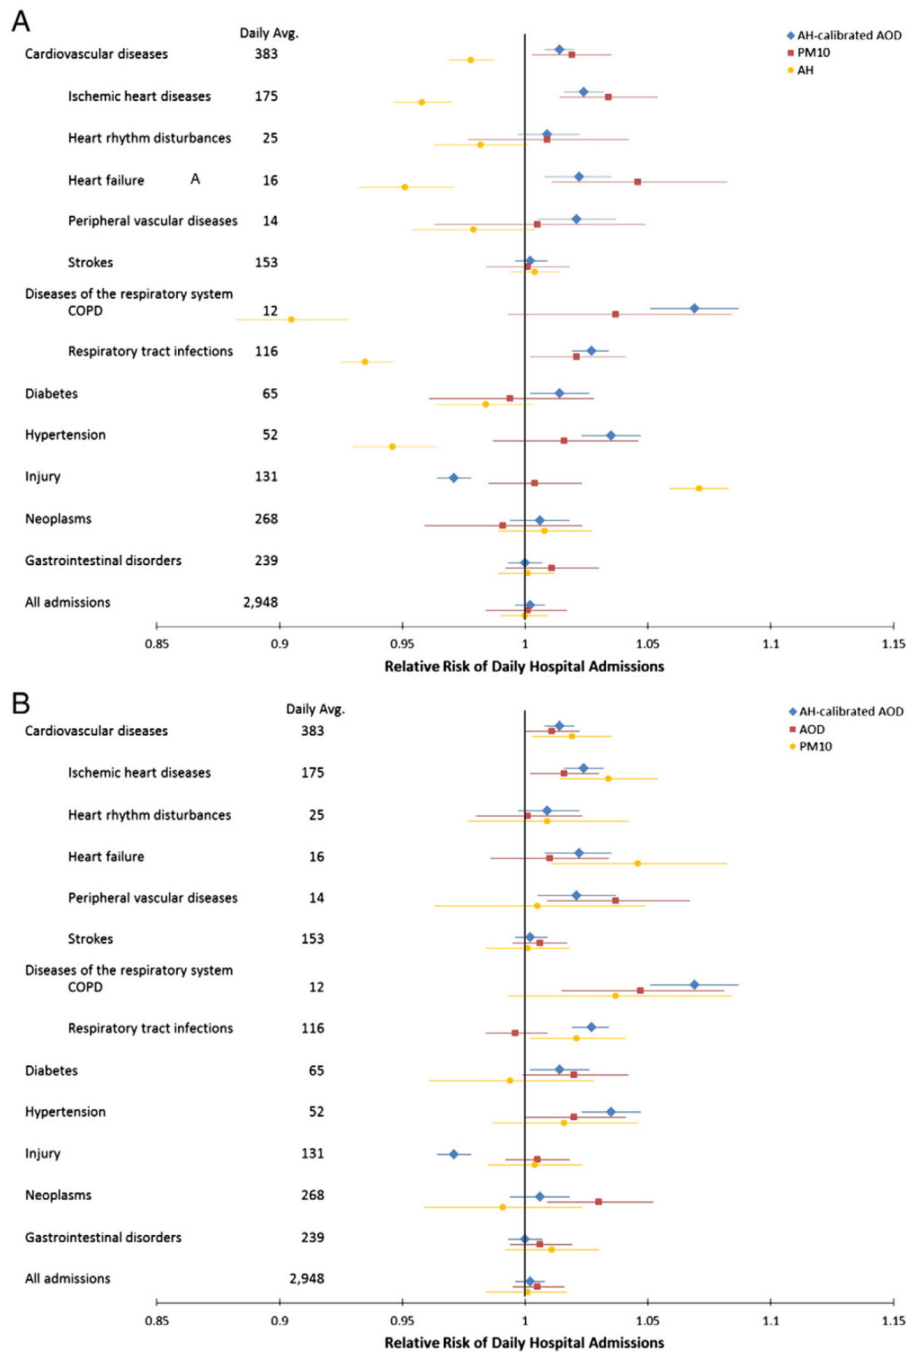 A
Daily Avg.
Cardiovascular diseases 383
AH-calibrated AOD
PM10
AH
Ischemic heart diseases 175
Heart rhythm disturbances 25
Heart failure A 16
Peripheral vascular diseases 14
Strokes 153
Diseases of the respiratory system
COPD 12
Respiratory tract infections 116
Diabetes 65
Hypertension 52
Injury 131
Neoplasms 268
Gastrointestinal disorders 239
All admissions 2,948
0.85 0.9 0.95 1 1.05 1.1 1.15
Relative Risk of Daily Hospital Admissions
B
Daily Avg.
Cardiovascular diseases 383
AH-calibrated AOD
AOD
PM10
Ischemic heart diseases 175
Heart rhythm disturbances 25
Heart failure 16
Peripheral vascular diseases 14
Strokes 153
Diseases of the respiratory system
COPD 12
Respiratory tract infections 116
Diabetes 65
Hypertension 52
Injury 131
Neoplasms 268
Gastrointestinal disorders 239
All admissions 2,948
0.85 0.9 0.95 1 1.05 1.1 1.15
Relative Risk of Daily Hospital Admissions